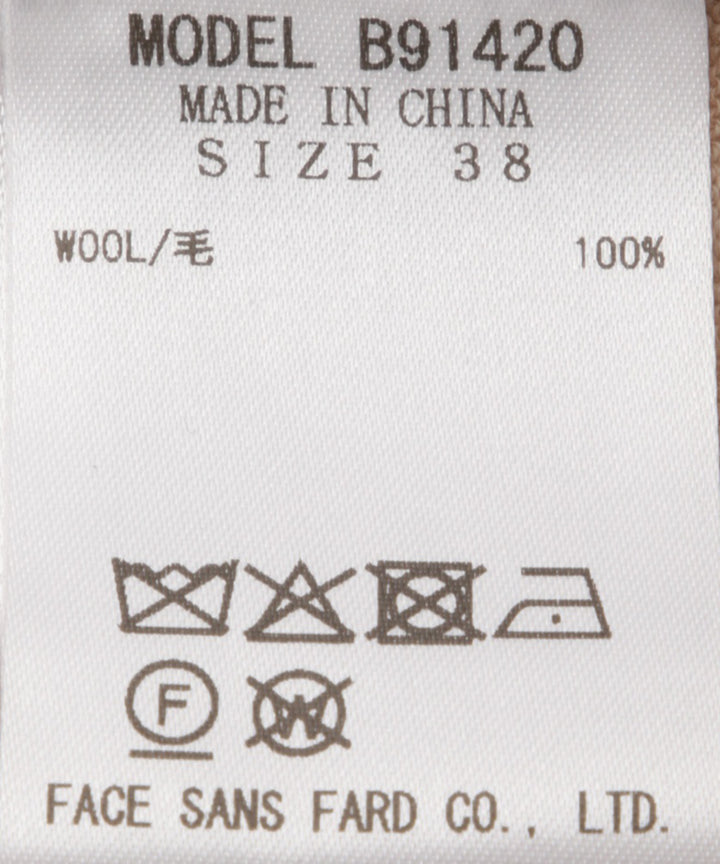 MODEL B91420
MADE IN CHINA
SIZE 38
WOOL/毛 100%
F W
FACE SANS FARD CO., LTD.